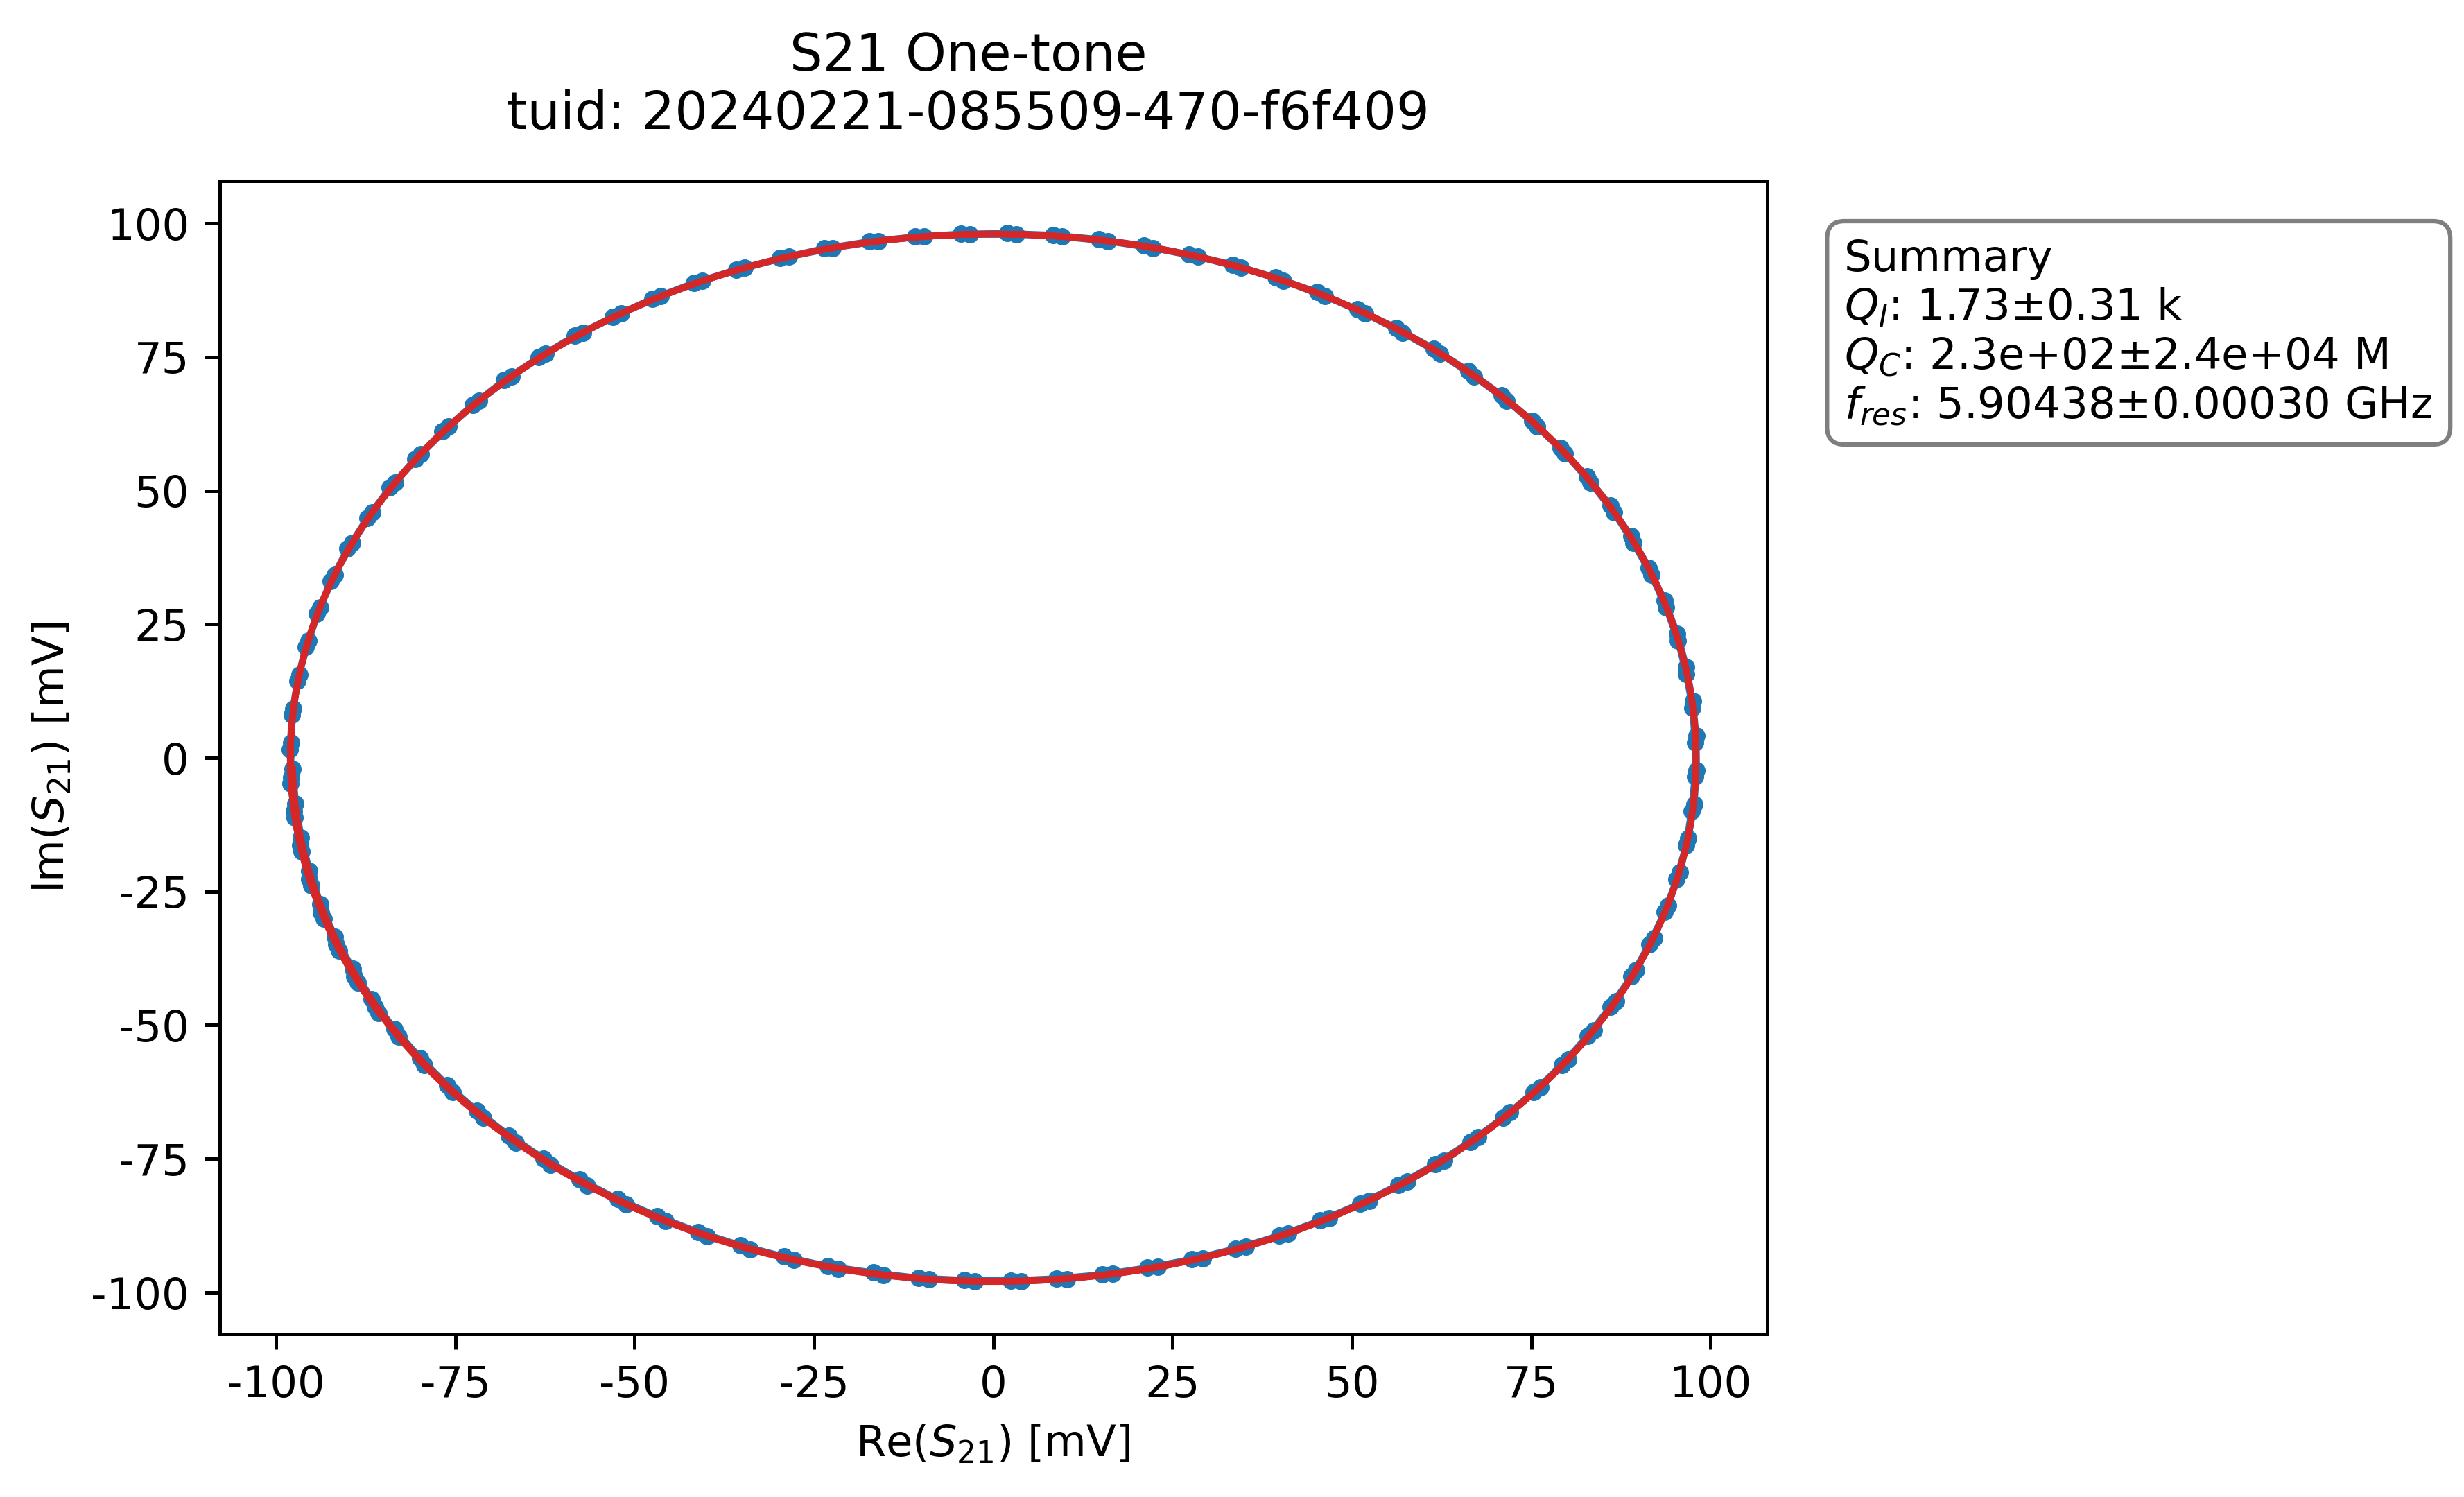 S21 One-tone
tuid: 20240221-085509-470-f6f409
100
75
50
25
0
-25
-50
-75
-100
Im(S21) [mV]
-100 -75 -50 -25 0 25 50 75 100
Re(S21) [mV]
Summary
QI: 1.73±0.31 k
QC: 2.3e+02±2.4e+04 M
fres: 5.90438±0.00030 GHz